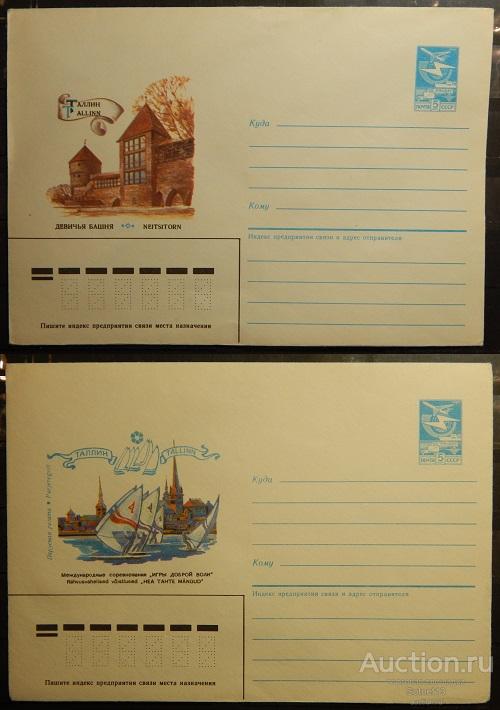 ТАЛЛИН
TALLINN
ПОЧТА 5 СССР
Куда
Кому
ДЕВИЧЬЯ БАШНЯ NEITSITORN
Индекс предприятия связи и адрес отправителя
Пишите индекс предприятия связи места назначения
ТАЛЛИН TALLINN
ПОЧТА 5 СССР
Парусная регата
Куда
Кому
Международные соревнования „ИГРЫ ДОБРОЙ ВОЛИ"
Rahvusvahelised võistlused „HEA TAHTE MÄNGUD"
Индекс предприятия связи и адрес отправителя
Пишите индекс предприятия связи места назначения
Auction.ru